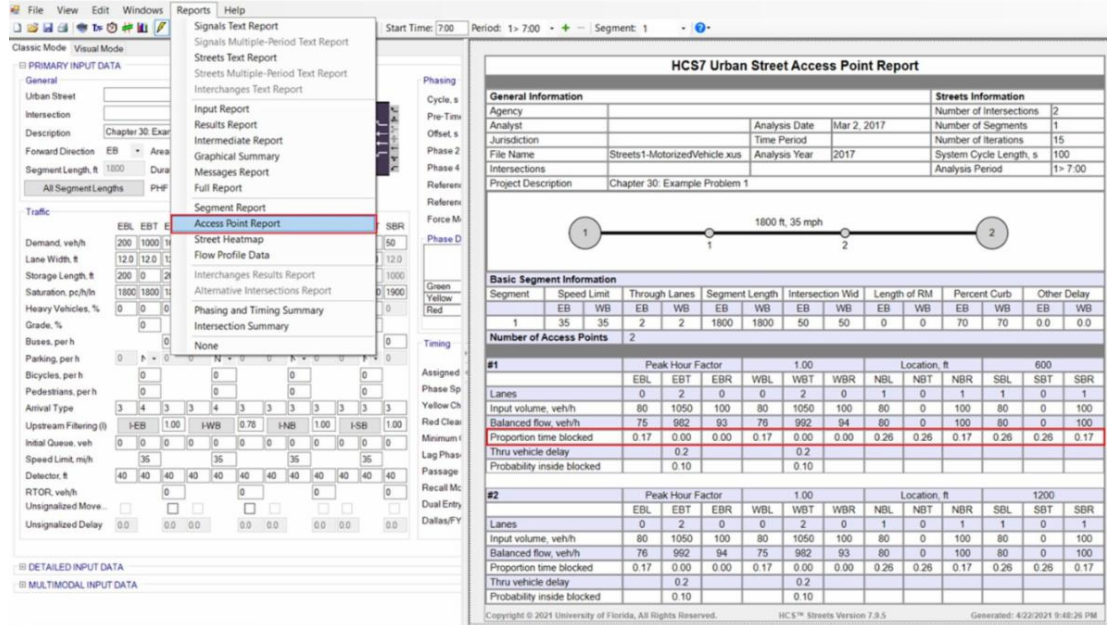 File View Edit Windows Reports Help
Start Time: 7:00 Period: 1> 7:00 Segment: 1
Classic Mode Visual Mode
PRIMARY INPUT DATA
General
Urban Street
Intersection
Description Chapter 30: Exar
Forward Direction EB Area
Segment Length, ft 1800 Dura
All Segment Lengths PHF
Traffic
EBL EBT E SBR
Demand, veh/h 200 1000 50
Lane Width, ft 12.0 12.0 12.0
Storage Length, ft 200 0 1000
Saturation, pc/h/ln 1800 1800 1900
Heavy Vehicles, % 0 0 0
Grade, % 0
Buses, per h 0 0
Parking, per h 0 N 0 0 N 0 0 N 0 0 N 0
Bicycles, per h 0 0 0 0
Pedestrians, per h 0 0 0 0
Arrival Type 3 4 3 3 4 3 3 3 3 3 3 3
Upstream Filtering (I) I-EB 1.00 I-WB 0.78 I-NB 1.00 I-SB 1.00
Initial Queue, veh 0 0 0 0 0 0 0 0 0 0 0 0
Speed Limit, mi/h 35 35 35 35
Detector, ft 40 40 40 40 40 40 40 40 40 40 40 40
RTOR, veh/h 0 0 0 0
Unsignalized Move...
Unsignalized Delay 0.0 0.0 0.0 0.0 0.0 0.0 0.0 0.0
DETAILED INPUT DATA
MULTIMODAL INPUT DATA
Signals Text Report
Signals Multiple-Period Text Report
Streets Text Report
Streets Multiple-Period Text Report
Interchanges Text Report
Input Report
Results Report
Intermediate Report
Graphical Summary
Messages Report
Full Report
Segment Report
Access Point Report
Street Heatmap
Flow Profile Data
Interchanges Results Report
Alternative Intersections Report
Phasing and Timing Summary
Intersection Summary
None
Phasing
Cycle, s
Pre-Time
Offset, s
Phase 2
Phase 4
Referen
Referen
Force M
Phase D
Green
Yellow
Red
Timing
Assigned
Phase Sp
Yellow Ch
Red Clea
Minimum
Lag Phas
Passage
Recall Mo
Dual Entry
Dallas/FY
HCS7 Urban Street Access Point Report
General Information Streets Information
Agency Number of Intersections 2
Analyst Analysis Date Mar 2, 2017 Number of Segments 1
Jurisdiction Time Period Number of Iterations 15
File Name Streets1-MotorizedVehicle.xus Analysis Year 2017 System Cycle Length, s 100
Intersections Analysis Period 1> 7:00
Project Description Chapter 30: Example Problem 1
1800 ft, 35 mph
1 2
1 2
Basic Segment Information
Segment Speed Limit Through Lanes Segment Length Intersection Wid Length of RM Percent Curb Other Delay
EB WB EB WB EB WB EB WB EB WB EB WB EB WB
1 35 35 2 2 1800 1800 50 50 0 0 70 70 0.0 0.0
Number of Access Points 2
#1 Peak Hour Factor 1.00 Location, ft 600
EBL EBT EBR WBL WBT WBR NBL NBT NBR SBL SBT SBR
Lanes 0 2 0 0 2 0 1 0 1 1 0 1
Input volume, veh/h 80 1050 100 80 1050 100 80 0 100 80 0 100
Balanced flow, veh/h 75 982 93 76 992 94 80 0 100 80 0 100
Proportion time blocked 0.17 0.00 0.00 0.17 0.00 0.00 0.26 0.26 0.17 0.26 0.26 0.17
Thru vehicle delay 0.2 0.2
Probability inside blocked 0.10 0.10
#2 Peak Hour Factor 1.00 Location, ft 1200
EBL EBT EBR WBL WBT WBR NBL NBT NBR SBL SBT SBR
Lanes 0 2 0 0 2 0 1 0 1 1 0 1
Input volume, veh/h 80 1050 100 80 1050 100 80 0 100 80 0 100
Balanced flow, veh/h 76 992 94 75 982 93 80 0 100 80 0 100
Proportion time blocked 0.17 0.00 0.00 0.17 0.00 0.00 0.26 0.26 0.17 0.26 0.26 0.17
Thru vehicle delay 0.2 0.2
Probability inside blocked 0.10 0.10
Copyright © 2021 University of Florida, All Rights Reserved. HCS™ Streets Version 7.9.5 Generated: 4/22/2021 9:48:26 PM